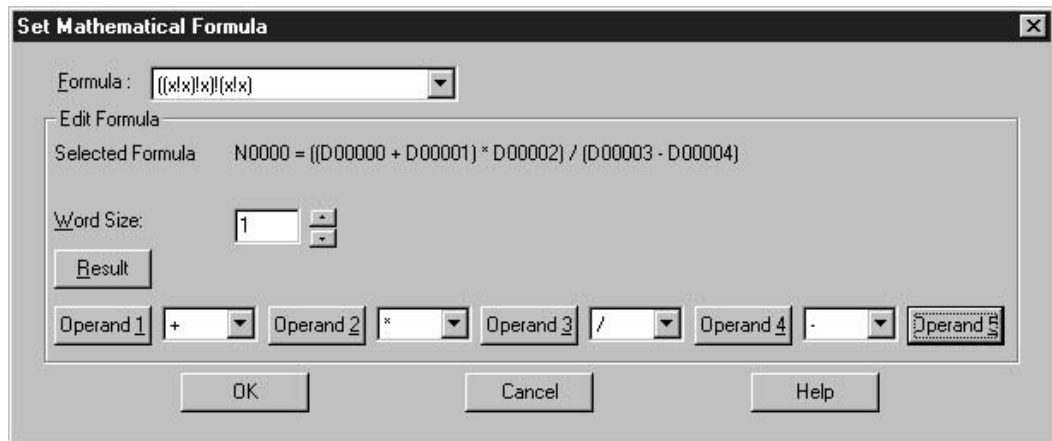 Set Mathematical Formula
Formula : ((x!x)!x)!(x!x)
Edit Formula
Selected Formula N0000 = ((D00000 + D00001) * D00002) / (D00003 - D00004)
Word Size: 1
Result
Operand 1 + Operand 2 * Operand 3 / Operand 4 - Operand 5
OK Cancel Help